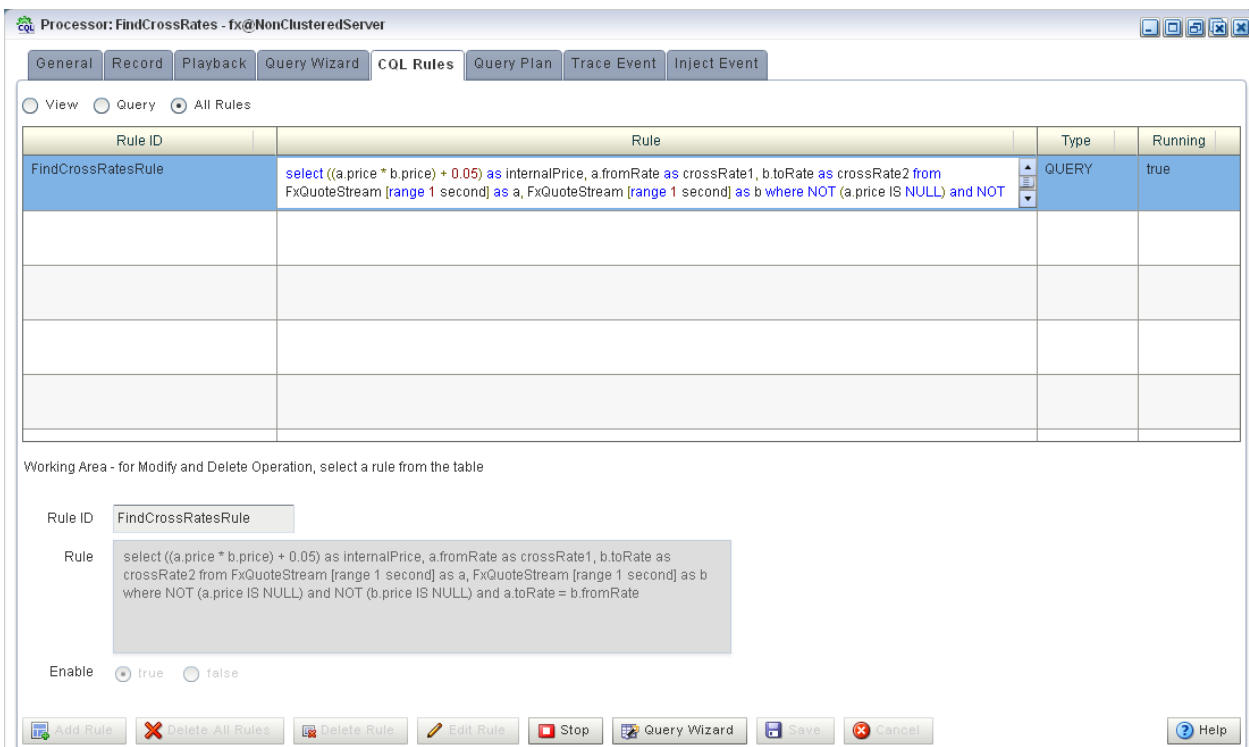 CQL Processor: FindCrossRates - fx@NonClusteredServer
General Record Playback Query Wizard CQL Rules Query Plan Trace Event Inject Event
View Query All Rules
Rule ID Rule Type Running
FindCrossRatesRule select ((a.price * b.price) + 0.05) as internalPrice, a.fromRate as crossRate1, b.toRate as crossRate2 from QUERY true
FxQuoteStream [range 1 second] as a, FxQuoteStream [range 1 second] as b where NOT (a.price IS NULL) and NOT
Working Area - for Modify and Delete Operation, select a rule from the table
Rule ID FindCrossRatesRule
Rule select ((a.price * b.price) + 0.05) as internalPrice, a.fromRate as crossRate1, b.toRate as
crossRate2 from FxQuoteStream [range 1 second] as a, FxQuoteStream [range 1 second] as b
where NOT (a.price IS NULL) and NOT (b.price IS NULL) and a.toRate = b.fromRate
Enable true false
Add Rule Delete All Rules Delete Rule Edit Rule Stop Query Wizard Save Cancel Help